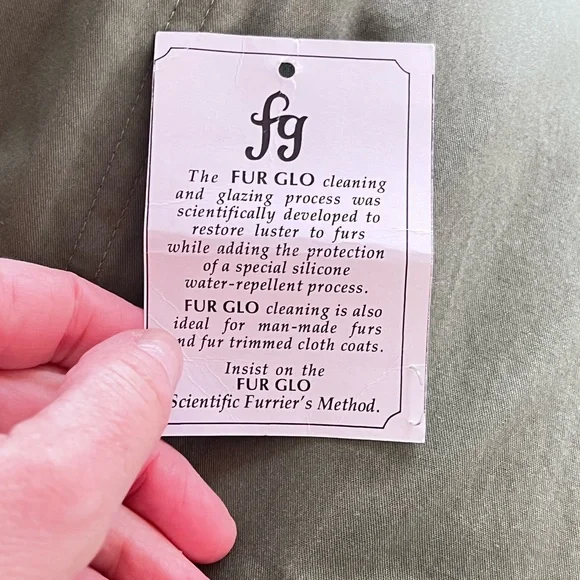 fg
The FUR GLO cleaning
and glazing process was
scientifically developed to
restore luster to furs
while adding the protection
of a special silicone
water-repellent process.
FUR GLO cleaning is also
ideal for man-made furs
nd fur trimmed cloth coats.
Insist on the
FUR GLO
Scientific Furrier's Method.